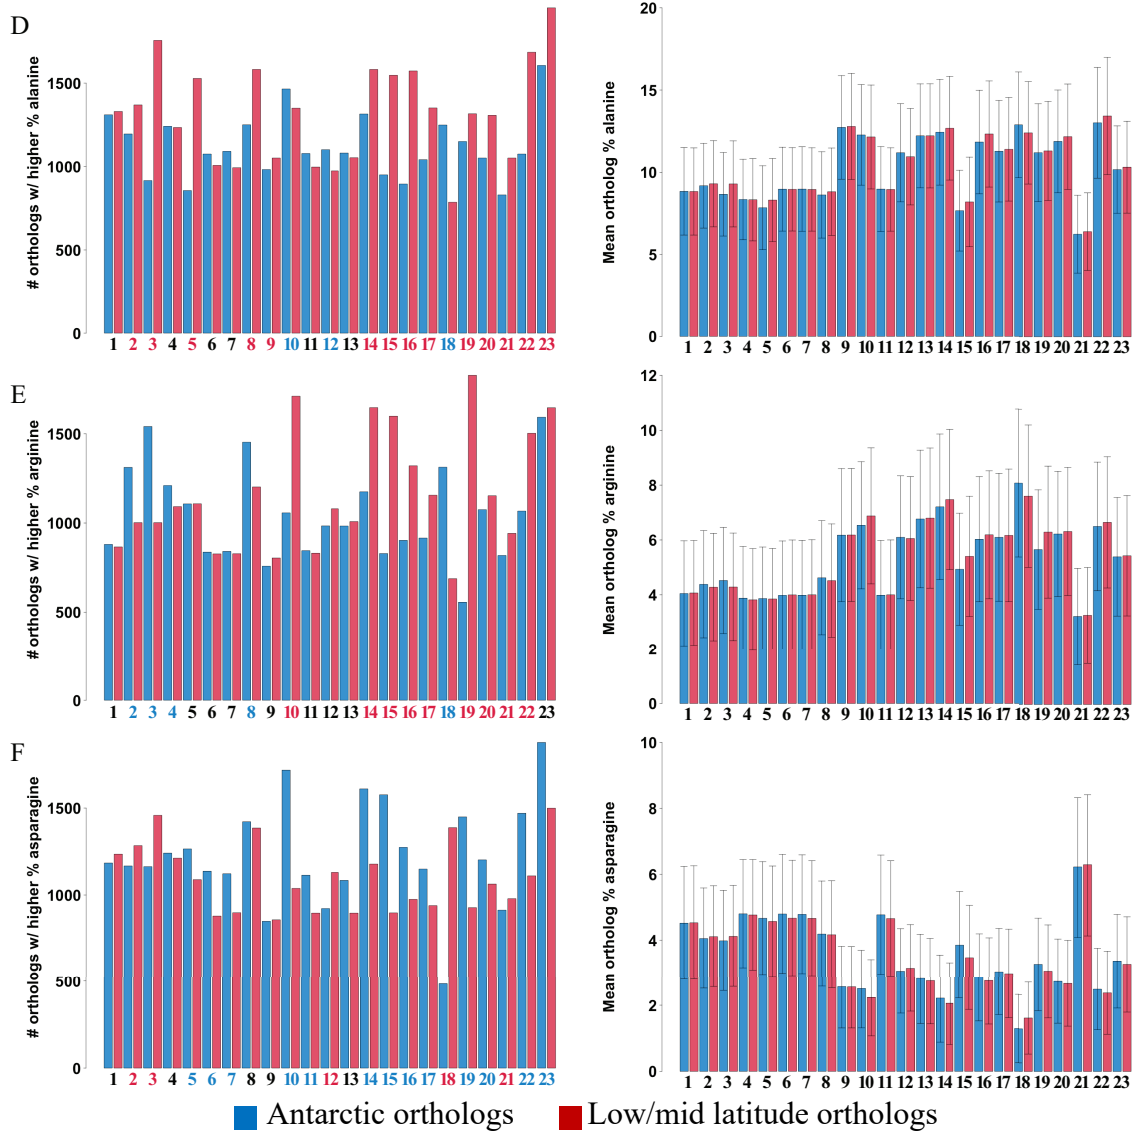 D
# orthologs w/ higher % alanine
1500
1000
500
0
1 2 3 4 5 6 7 8 9 10 11 12 13 14 15 16 17 18 19 20 21 22 23
Mean ortholog % alanine
20
15
10
5
0
1 2 3 4 5 6 7 8 9 10 11 12 13 14 15 16 17 18 19 20 21 22 23
E
# orthologs w/ higher % arginine
1500
1000
500
0
1 2 3 4 5 6 7 8 9 10 11 12 13 14 15 16 17 18 19 20 21 22 23
Mean ortholog % arginine
12
10
8
6
4
2
0
1 2 3 4 5 6 7 8 9 10 11 12 13 14 15 16 17 18 19 20 21 22 23
F
# orthologs w/ higher % asparagine
1500
1000
500
0
1 2 3 4 5 6 7 8 9 10 11 12 13 14 15 16 17 18 19 20 21 22 23
Mean ortholog % asparagine
10
8
6
4
2
0
1 2 3 4 5 6 7 8 9 10 11 12 13 14 15 16 17 18 19 20 21 22 23
Antarctic orthologs
Low/mid latitude orthologs